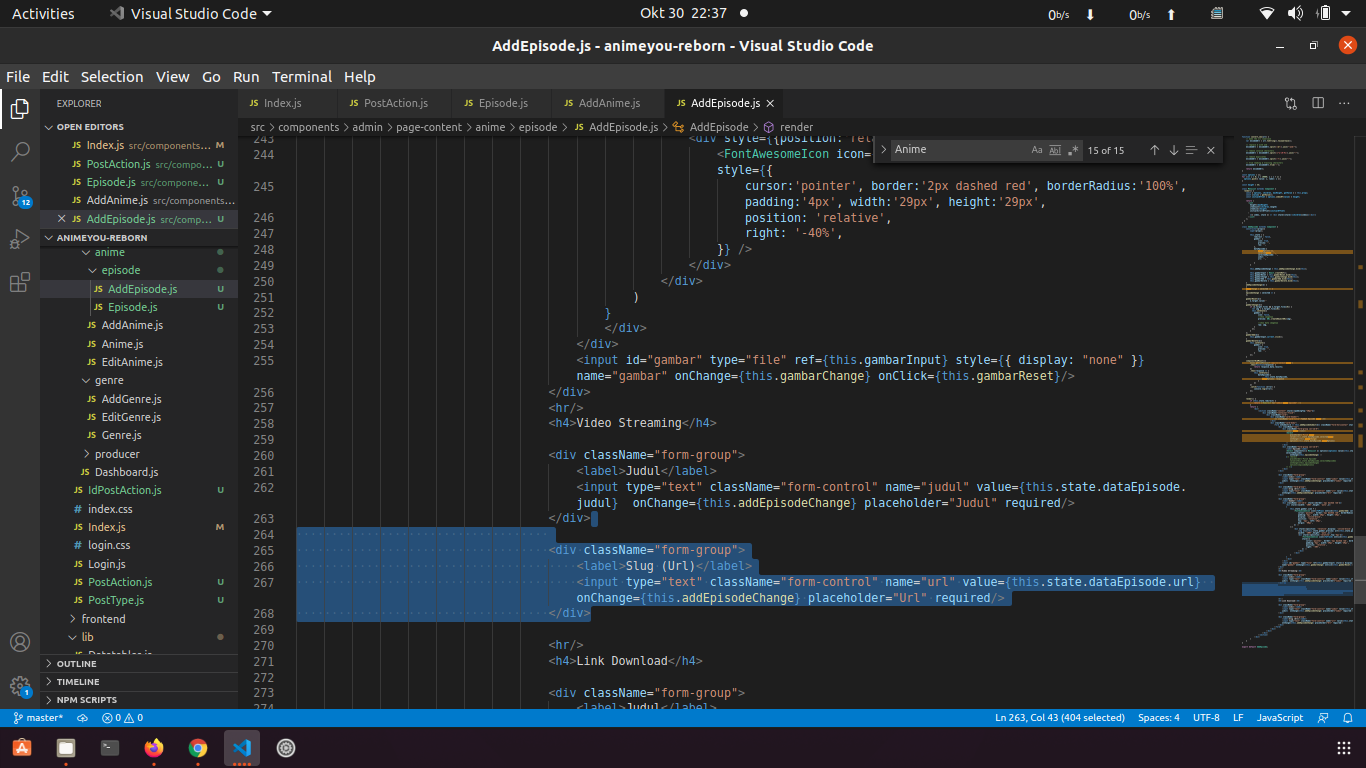 Activities
Visual Studio Code
Okt 30 22:37
0b/s
0b/s
AddEpisode.js - animeyou-reborn - Visual Studio Code
File Edit Selection View Go Run Terminal Help
EXPLORER
OPEN EDITORS
JS Index.js src/components... M
JS PostAction.js src/compo... U
JS Episode.js src/compone... U
JS AddAnime.js src/components...
JS AddEpisode.js src/comp... U
ANIMEYOU-REBORN
anime
episode
JS AddEpisode.js U
JS Episode.js U
JS AddAnime.js
JS Anime.js
JS EditAnime.js
genre
JS AddGenre.js
JS EditGenre.js
JS Genre.js
producer
JS Dashboard.js
JS IdPostAction.js U
# index.css
JS Index.js M
# login.css
JS Login.js
JS PostAction.js U
JS PostType.js U
frontend
lib
OUTLINE
TIMELINE
NPM SCRIPTS
12
1
JS Index.js
JS PostAction.js
JS Episode.js
JS AddAnime.js
JS AddEpisode.js
src > components > admin > page-content > anime > episode > JS AddEpisode.js > AddEpisode > render
Anime
Aa Abl 15 of 15
243 <div style={{position: rel
244 <FontAwesomeIcon icon=
style={{
245 cursor:'pointer', border:'2px dashed red', borderRadius:'100%',
padding:'4px', width:'29px', height:'29px',
246 position: 'relative',
247 right: '-40%',
248 }} />
249 </div>
250 </div>
251 )
252 }
253 </div>
254 </div>
255 <input id="gambar" type="file" ref={this.gambarInput} style={{ display: "none" }}
name="gambar" onChange={this.gambarChange} onClick={this.gambarReset}/>
256 </div>
257 <hr/>
258 <h4>Video Streaming</h4>
259
260 <div className="form-group">
261 <label>Judul</label>
262 <input type="text" className="form-control" name="judul" value={this.state.dataEpisode.
judul} onChange={this.addEpisodeChange} placeholder="Judul" required/>
263 </div>
264
265 <div className="form-group">
266 <label>Slug (Url)</label>
267 <input type="text" className="form-control" name="url" value={this.state.dataEpisode.url}
onChange={this.addEpisodeChange} placeholder="Url" required/>
268 </div>
269
270 <hr/>
271 <h4>Link Download</h4>
272
273 <div className="form-group">
274 <label>Judul</label>
master*
0 0
Ln 263, Col 43 (404 selected)
Spaces: 4
UTF-8
LF
JavaScript